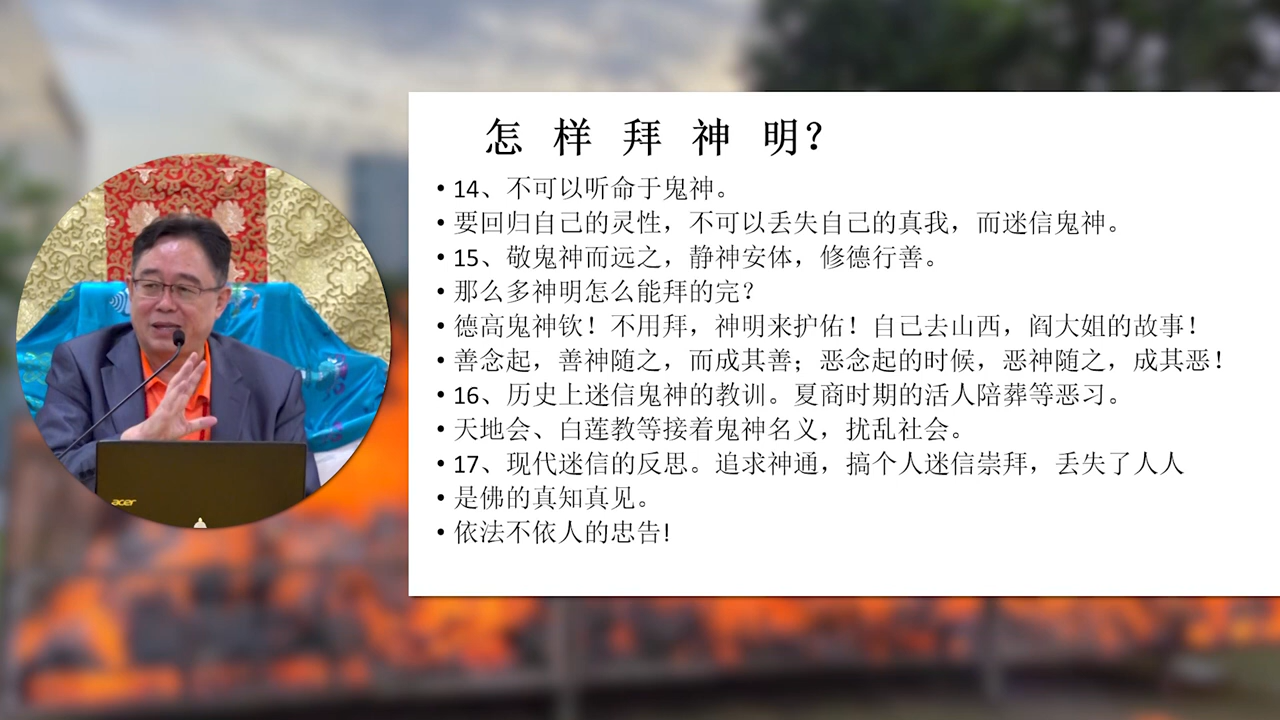 怎 样 拜 神 明？
• 14、不可以听命于鬼神。
• 要回归自己的灵性，不可以丢失自己的真我，而迷信鬼神。
• 15、敬鬼神而远之，静神安体，修德行善。
• 那么多神明怎么能拜的完？
• 德高鬼神钦！不用拜，神明来护佑！自己去山西，阎大姐的故事！
• 善念起，善神随之，而成其善；恶念起的时候，恶神随之，成其恶！
• 16、历史上迷信鬼神的教训。夏商时期的活人陪葬等恶习。
• 天地会、白莲教等接着鬼神名义，扰乱社会。
• 17、现代迷信的反思。追求神通，搞个人迷信崇拜，丢失了人人
• 是佛的真知真见。
• 依法不依人的忠告!
acer